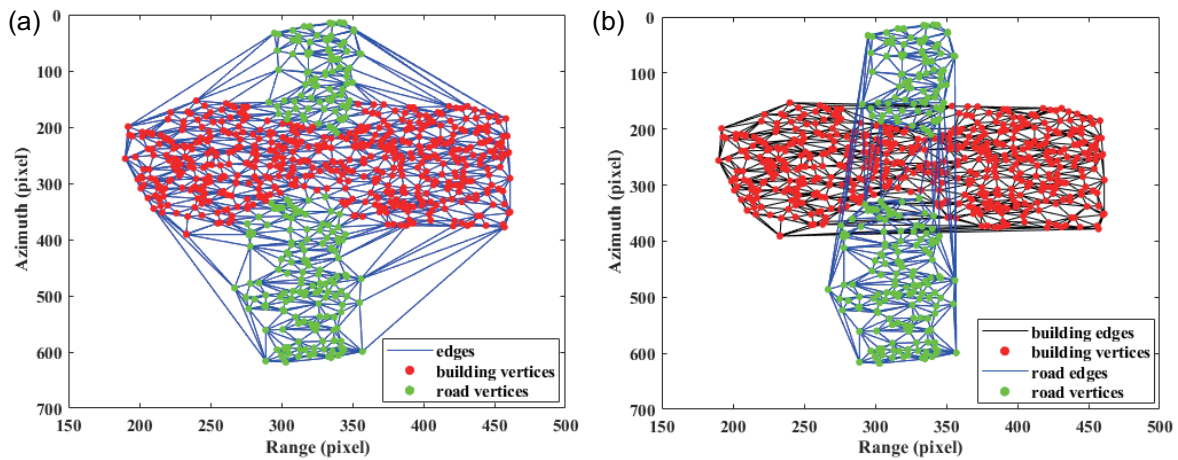 (a)
0
100
200
300
400
500
600
700
Azimuth (pixel)
150 200 250 300 350 400 450 500
Range (pixel)
edges
building vertices
road vertices
(b)
0
100
200
300
400
500
600
700
Azimuth (pixel)
150 200 250 300 350 400 450 500
Range (pixel)
building edges
building vertices
road edges
road vertices